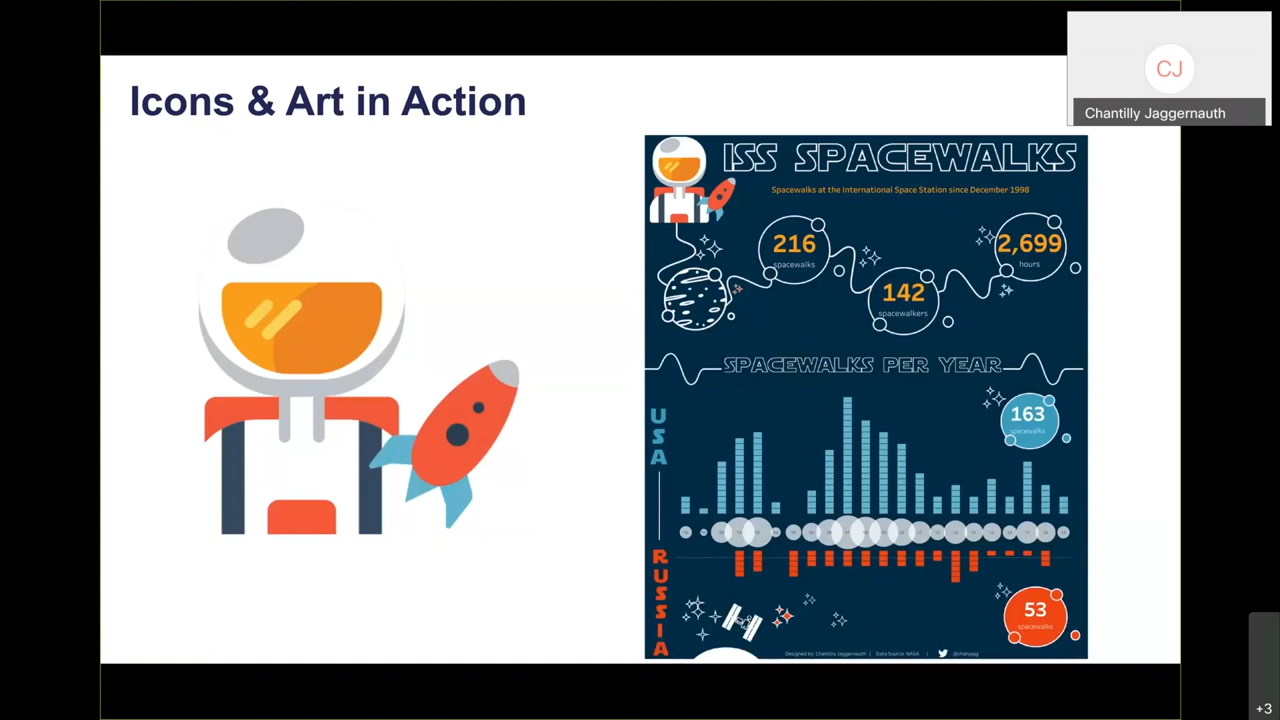 Icons & Art in Action
CJ
Chantilly Jaggernauth
ISS SPACEWALKS
Spacewalks at the International Space Station since December 1998
216
spacewalks
142
spacewalkers
2,699
hours
SPACEWALKS PER YEAR
USA
163
spacewalks
RUSSIA
53
spacewalks
Designed by: Chantilly Jaggernauth | Data Source: NASA |
+3